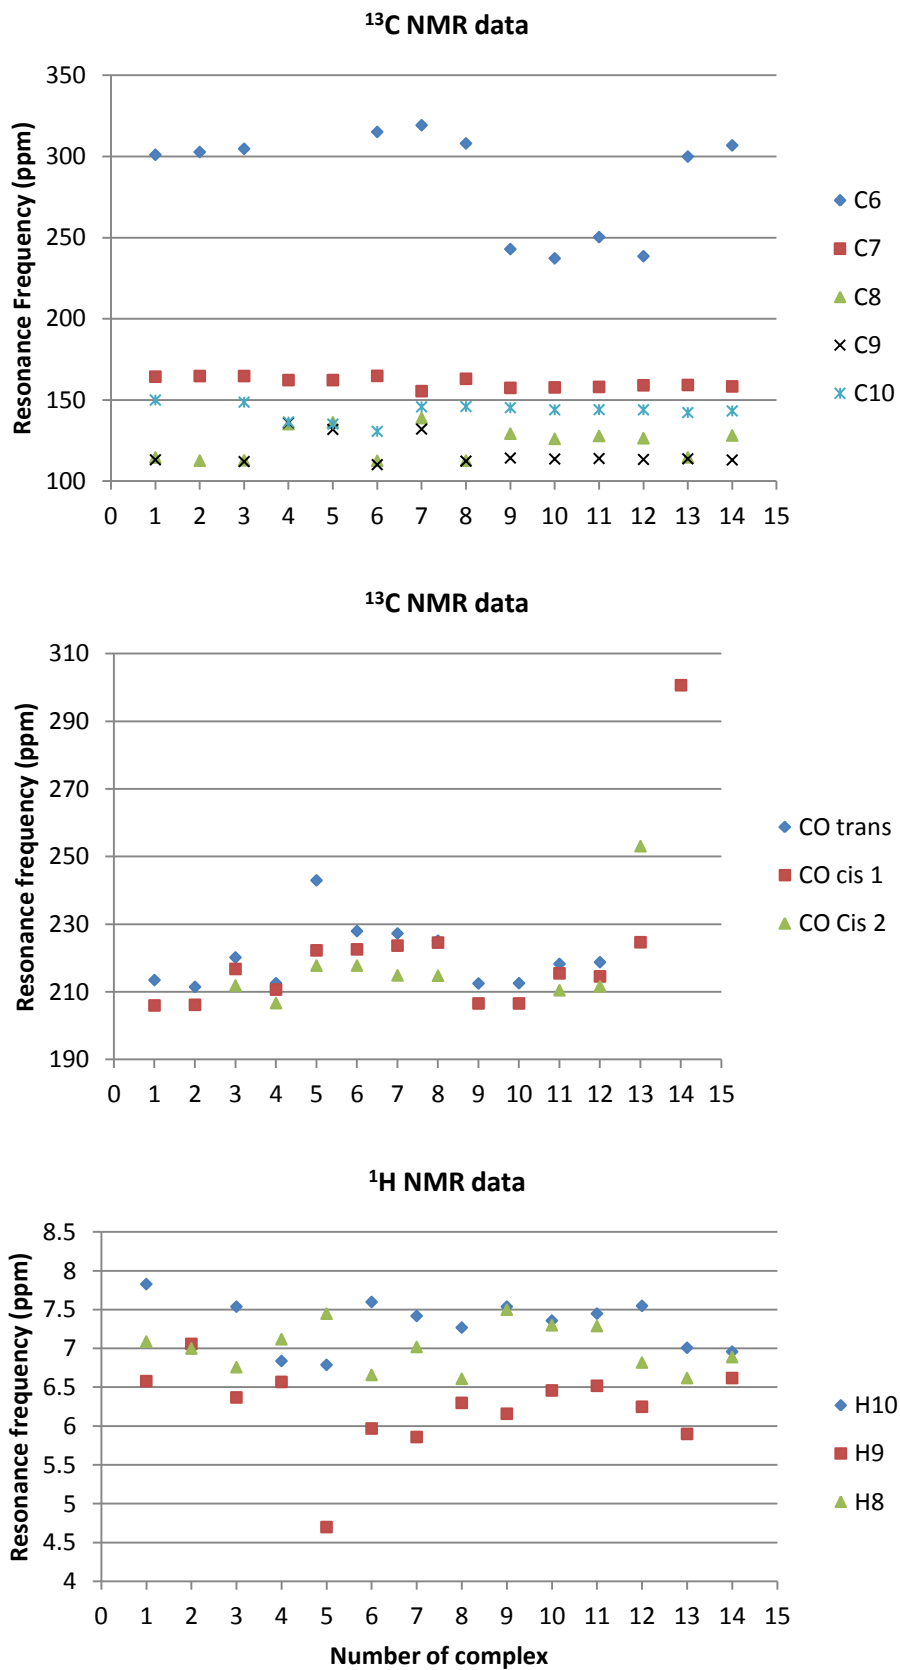 ¹³C NMR data
350
300
250
200
150
100
Resonance Frequency (ppm)
0 1 2 3 4 5 6 7 8 9 10 11 12 13 14 15
C6
C7
C8
C9
C10
¹³C NMR data
310
290
270
250
230
210
190
Resonance frequency (ppm)
0 1 2 3 4 5 6 7 8 9 10 11 12 13 14 15
CO trans
CO cis 1
CO Cis 2
¹H NMR data
8.5
8
7.5
7
6.5
6
5.5
5
4.5
4
Resonance frequency (ppm)
0 1 2 3 4 5 6 7 8 9 10 11 12 13 14 15
Number of complex
H10
H9
H8